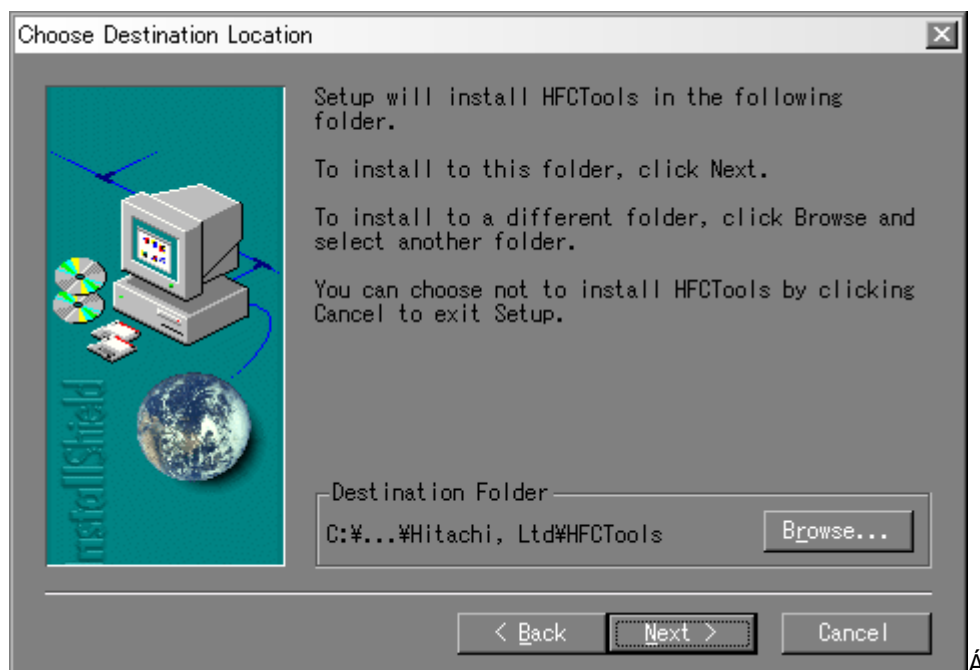 Choose Destination Location
Setup will install HFCTools in the following
folder.
To install to this folder, click Next.
To install to a different folder, click Browse and
select another folder.
You can choose not to install HFCTools by clicking
Cancel to exit Setup.
InstallShield
Destination Folder
C:¥...¥Hitachi, Ltd¥HFCTools
Browse...
< Back
Next >
Cancel